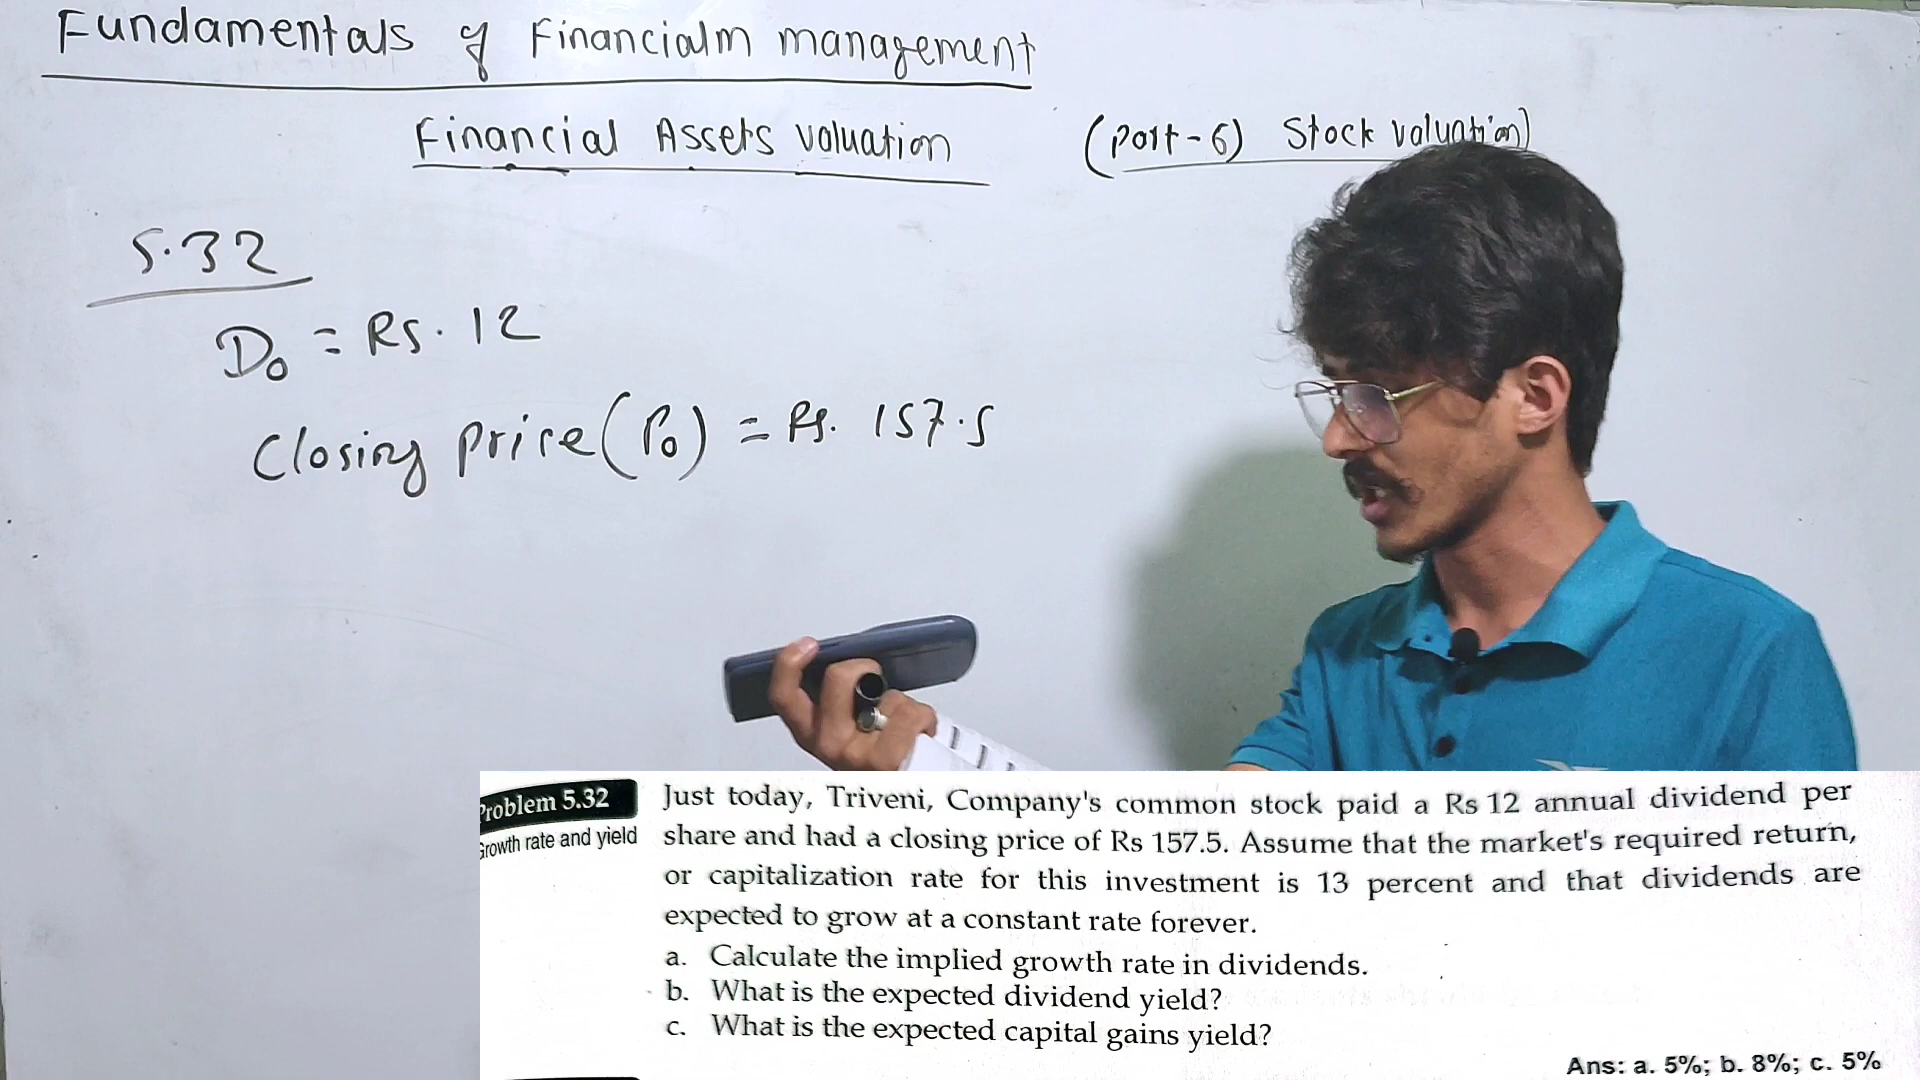 Fundamentals of Financialm management
Financial Assets valuation (part-6) Stock valuation)
5.32
D₀ = Rs. 12
Closing price (P₀) = Rs. 157.5
Problem 5.32
Growth rate and yield
Just today, Triveni, Company's common stock paid a Rs 12 annual dividend per
share and had a closing price of Rs 157.5. Assume that the market's required return,
or capitalization rate for this investment is 13 percent and that dividends are
expected to grow at a constant rate forever.
a. Calculate the implied growth rate in dividends.
b. What is the expected dividend yield?
c. What is the expected capital gains yield?
Ans: a. 5%; b. 8%; c. 5%